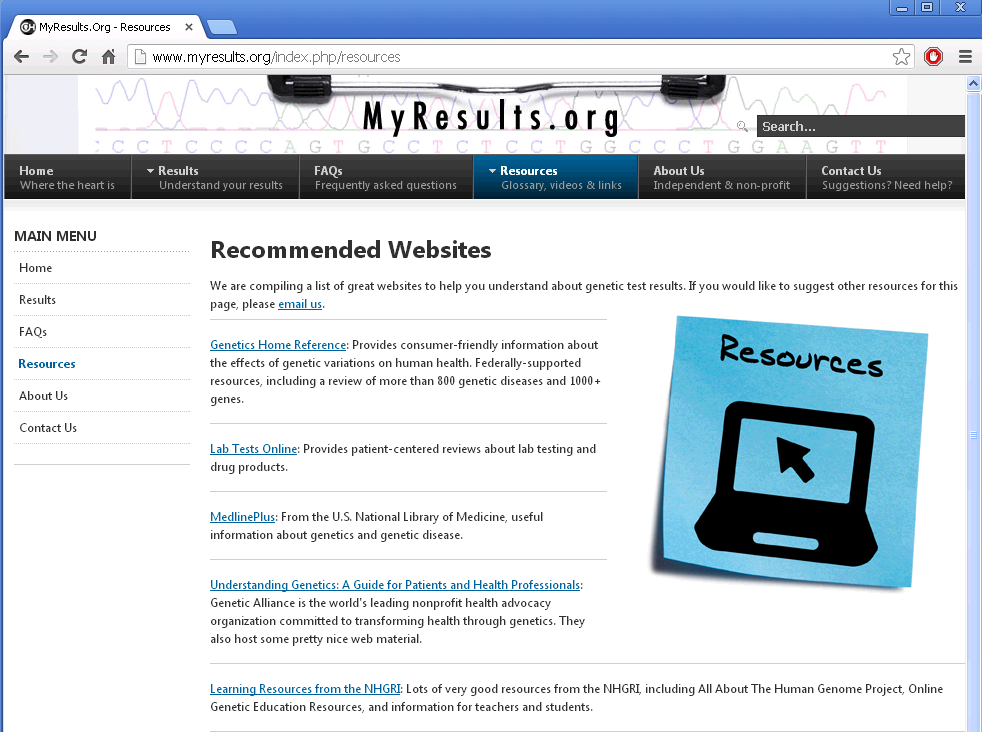 MyResults.Org - Resources
www.myresults.org/index.php/resources
MyResults.org
Search...
C C T C C C C A G T G C C T C T C C T G G C C C T G G A A G T T
Home
Where the heart is
Results
Understand your results
FAQs
Frequently asked questions
Resources
Glossary, videos & links
About Us
Independent & non-profit
Contact Us
Suggestions? Need help?
MAIN MENU
Home
Results
FAQs
Resources
About Us
Contact Us
Recommended Websites
We are compiling a list of great websites to help you understand about genetic test results. If you would like to suggest other resources for this
page, please email us.
Resources
Genetics Home Reference: Provides consumer-friendly information about
the effects of genetic variations on human health. Federally-supported
resources, including a review of more than 800 genetic diseases and 1000+
genes.
Lab Tests Online: Provides patient-centered reviews about lab testing and
drug products.
MedlinePlus: From the U.S. National Library of Medicine, useful
information about genetics and genetic disease.
Understanding Genetics: A Guide for Patients and Health Professionals:
Genetic Alliance is the world's leading nonprofit health advocacy
organization committed to transforming health through genetics. They
also host some pretty nice web material.
Learning Resources from the NHGRI: Lots of very good resources from the NHGRI, including All About The Human Genome Project, Online
Genetic Education Resources, and information for teachers and students.